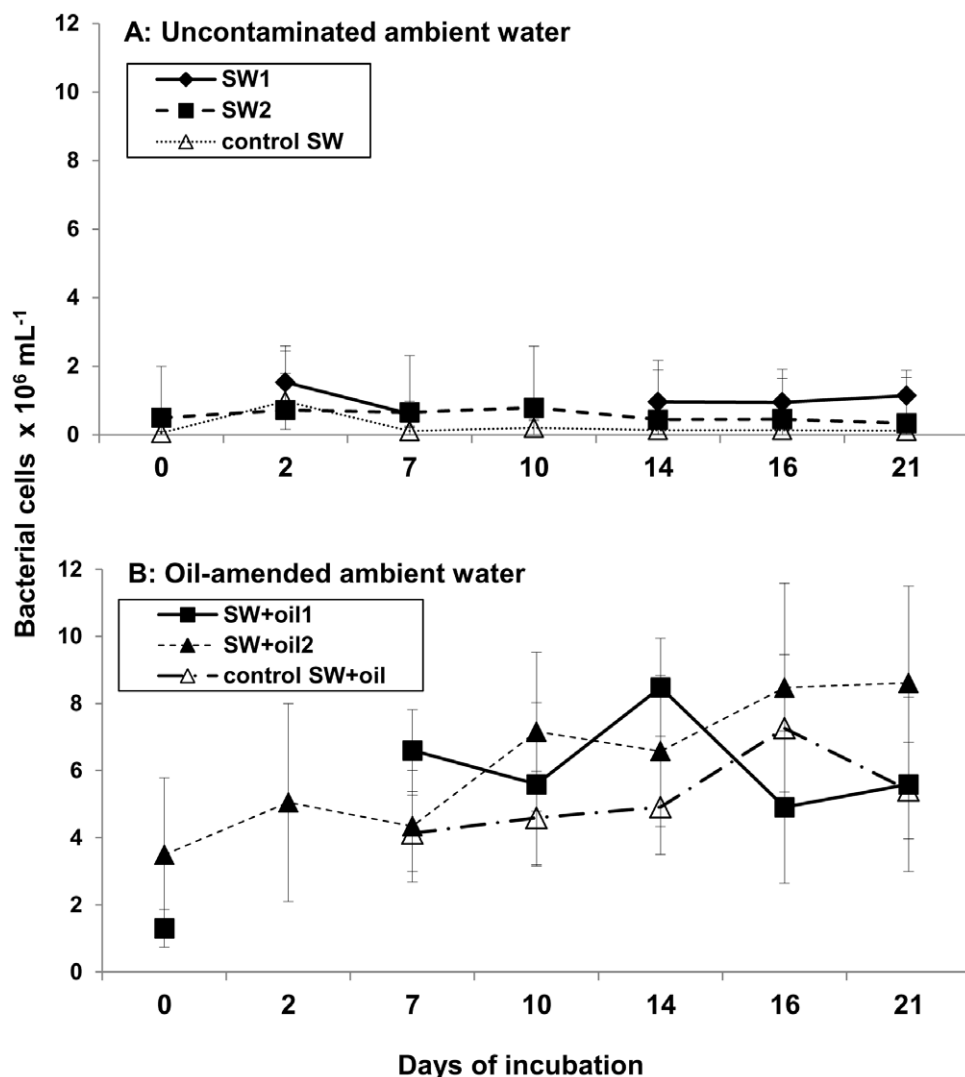 A: Uncontaminated ambient water
SW1
SW2
control SW
12
10
8
6
4
2
0
0 2 7 10 14 16 21
Bacterial cells x 10⁶ mL⁻¹
B: Oil-amended ambient water
SW+oil1
SW+oil2
control SW+oil
12
10
8
6
4
2
0
0 2 7 10 14 16 21
Days of incubation